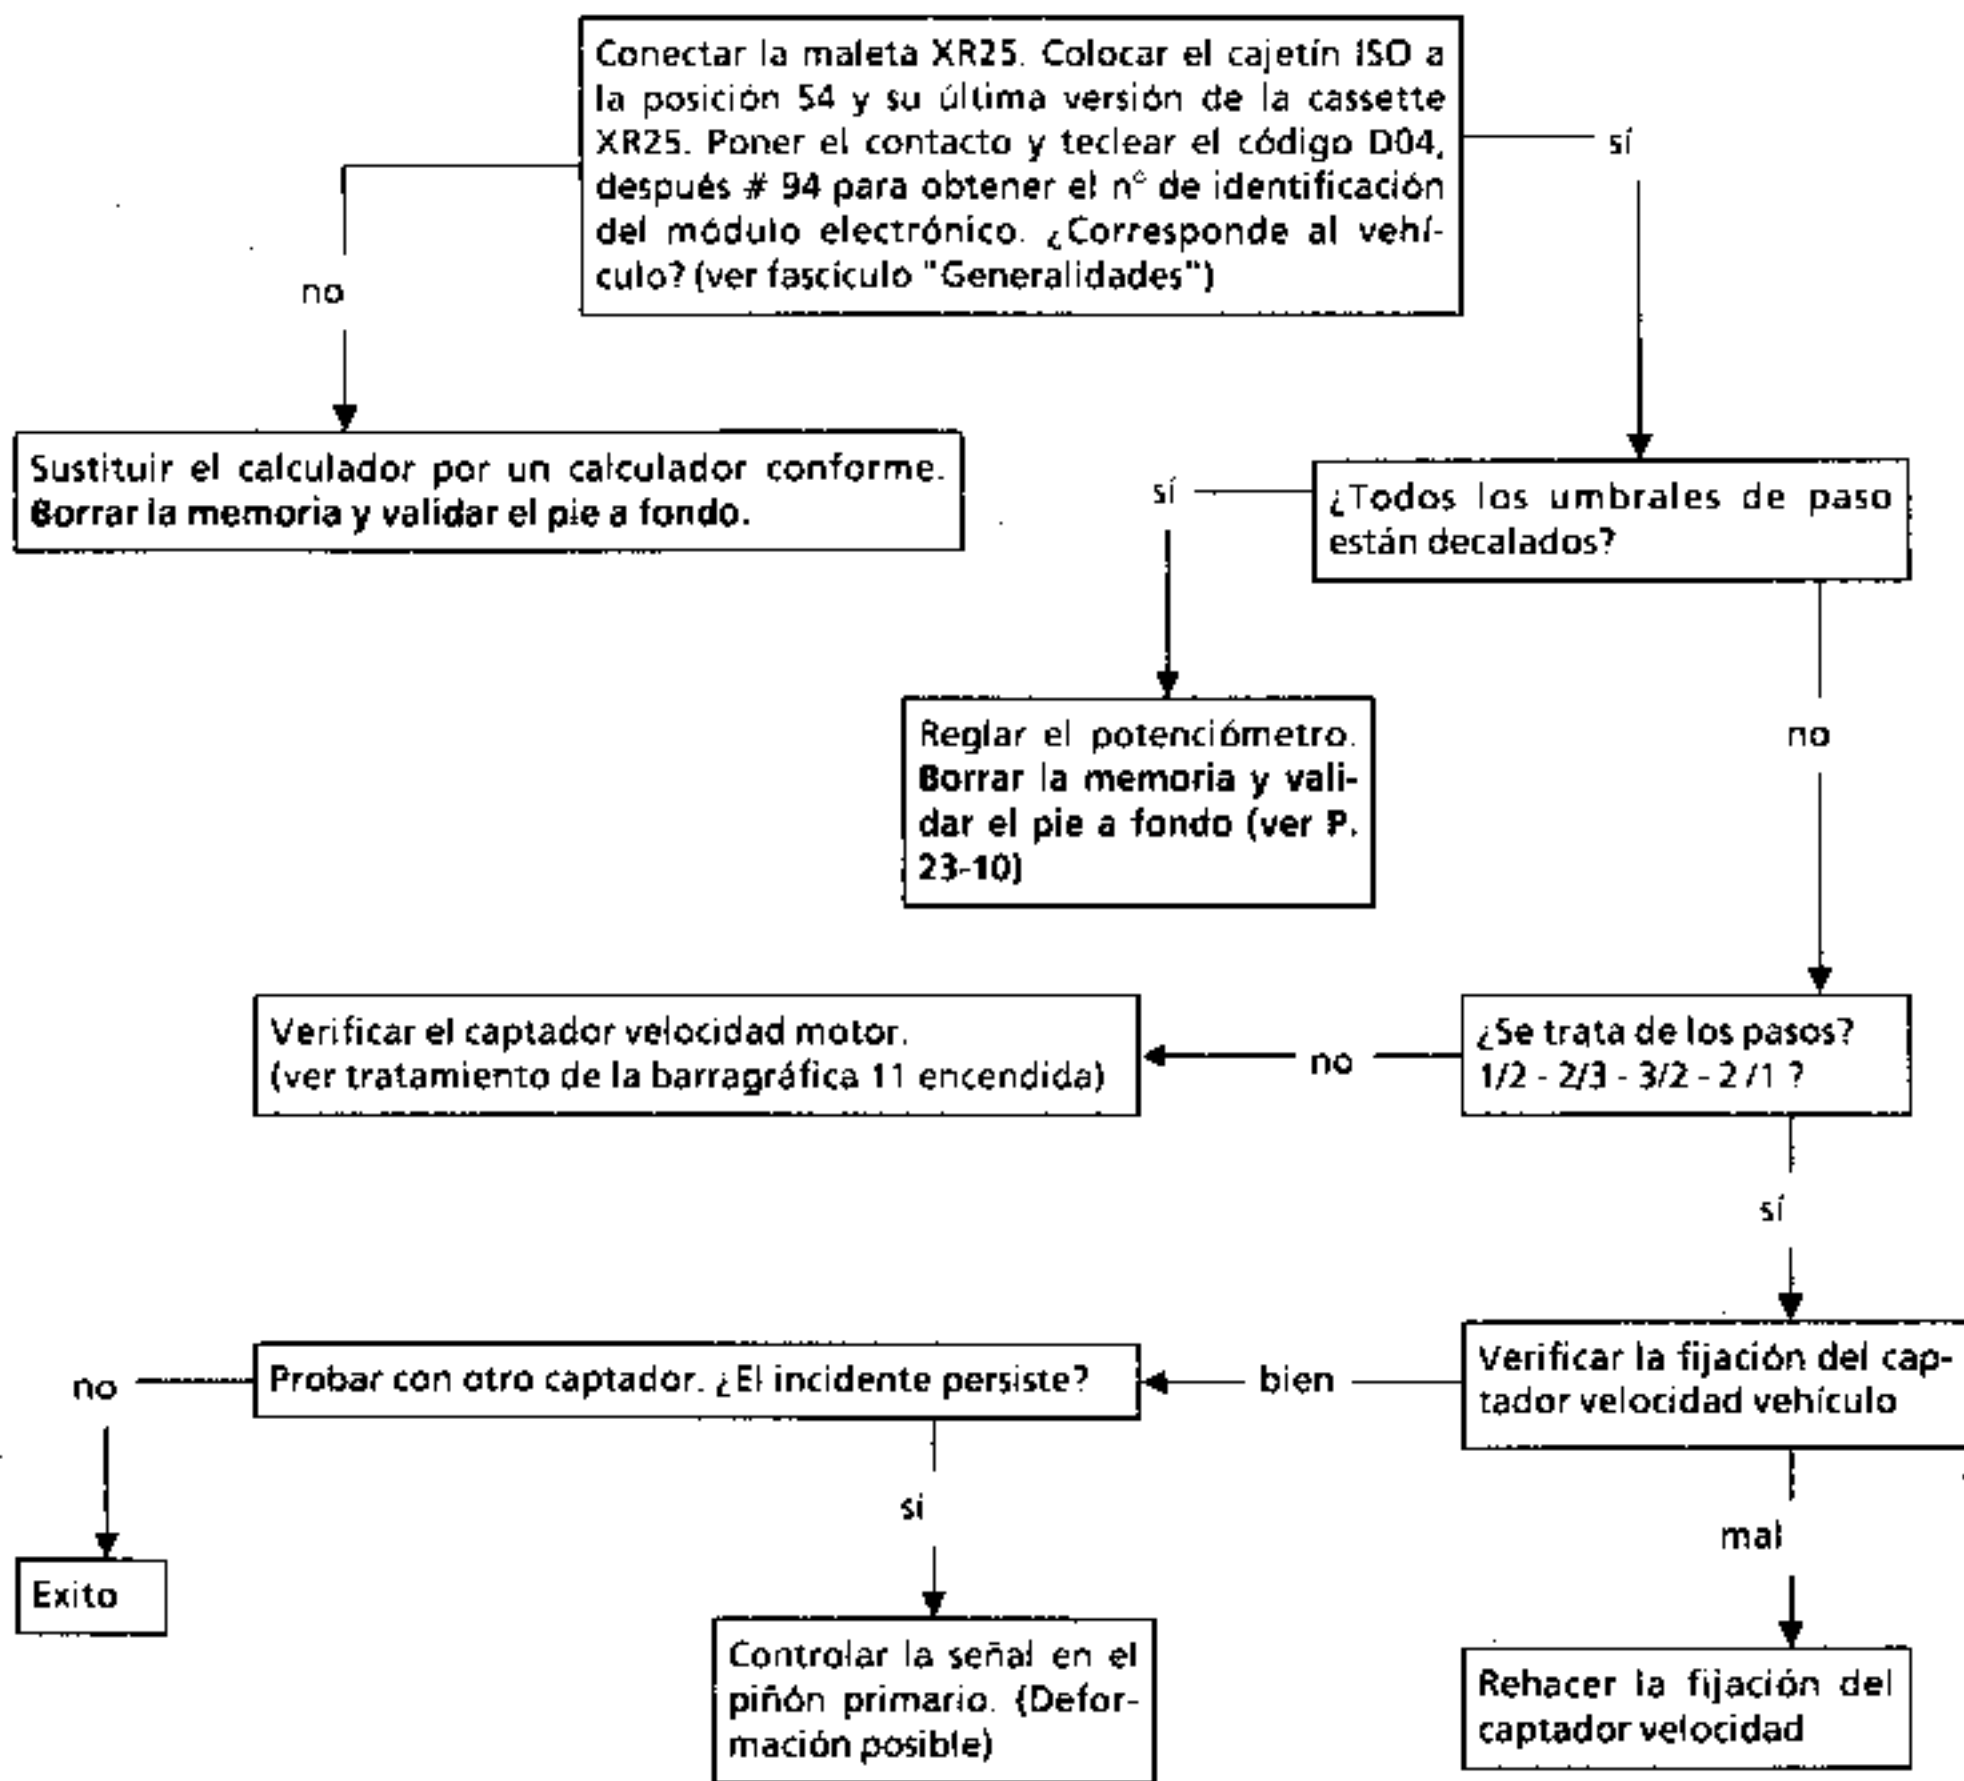 Conectar la maleta XR25. Colocar el cajetín ISO a
la posición 54 y su última versión de la cassette
XR25. Poner el contacto y teclear el código D04,
después # 94 para obtener el n° de identificación
del módulo electrónico. ¿Corresponde al vehí-
culo? (ver fascículo "Generalidades")
sí
no
Sustituir el calculador por un calculador conforme.
Borrar la memoria y validar el pie a fondo.
sí
¿Todos los umbrales de paso
están decalados?
Reglar el potenciómetro.
Borrar la memoria y vali-
dar el pie a fondo (ver P.
23-10)
no
Verificar el captador velocidad motor.
(ver tratamiento de la barragráfica 11 encendida)
no
¿Se trata de los pasos?
1/2 - 2/3 - 3/2 - 2 /1 ?
sí
no
Probar con otro captador. ¿El incidente persiste?
bien
Verificar la fijación del cap-
tador velocidad vehículo
sí
mal
Exito
Controlar la señal en el
piñón primario. (Defor-
mación posible)
Rehacer la fijación del
captador velocidad